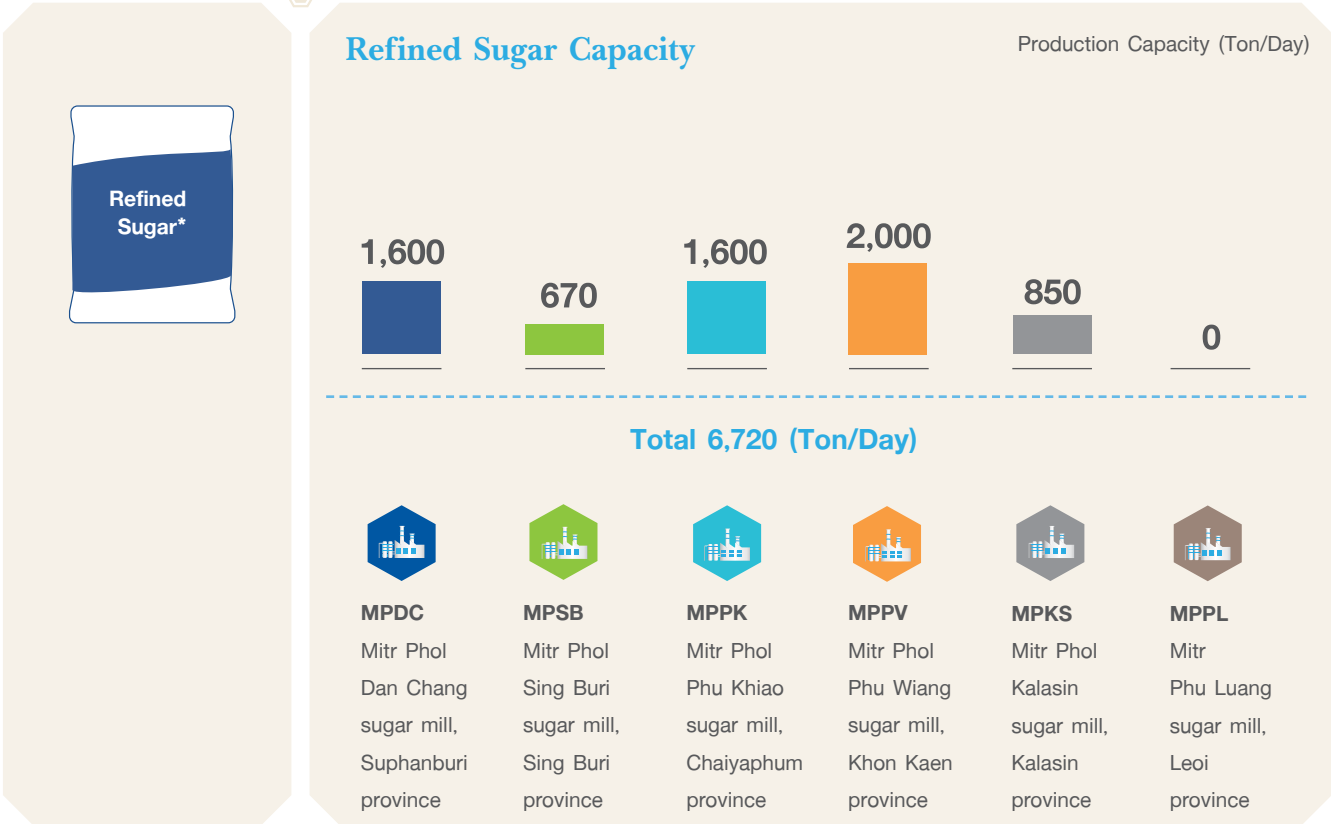 Refined
Sugar*
Refined Sugar Capacity
Production Capacity (Ton/Day)
1,600
670
1,600
2,000
850
0
Total 6,720 (Ton/Day)
MPDC
Mitr Phol
Dan Chang
sugar mill,
Suphanburi
province
MPSB
Mitr Phol
Sing Buri
sugar mill,
Sing Buri
province
MPPK
Mitr Phol
Phu Khiao
sugar mill,
Chaiyaphum
province
MPPV
Mitr Phol
Phu Wiang
sugar mill,
Khon Kaen
province
MPKS
Mitr Phol
Kalasin
sugar mill,
Kalasin
province
MPPL
Mitr
Phu Luang
sugar mill,
Leoi
province